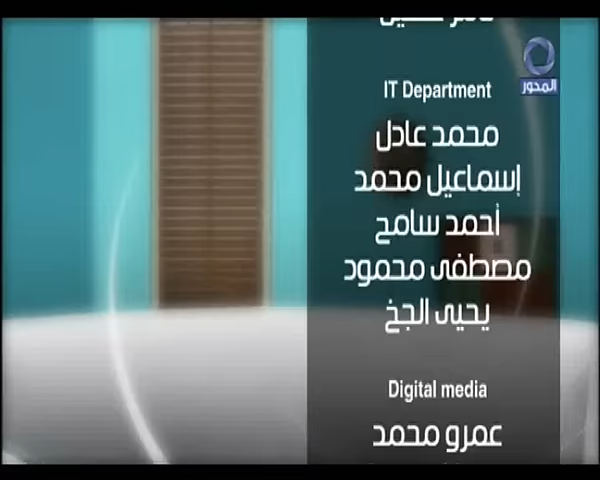 المحور
IT Department
محمد عادل
إسماعيل محمد
أحمد سامح
مصطفى محمود
يحيى الجخ
Digital media
عمرو محمد